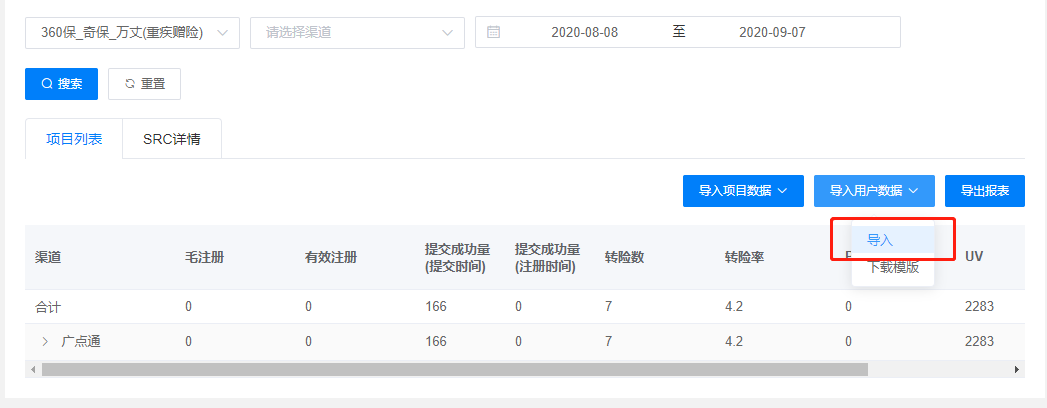 360保_奇保_万丈(重疾赠险) 请选择渠道 2020-08-08 至 2020-09-07
搜索 重置
项目列表 SRC详情
导入项目数据 导入用户数据 导出报表
导入
下载模版
渠道 毛注册 有效注册 提交成功量(提交时间) 提交成功量(注册时间) 转险数 转险率 UV
合计 0 0 166 0 7 4.2 0 2283
广点通 0 0 166 0 7 4.2 0 2283